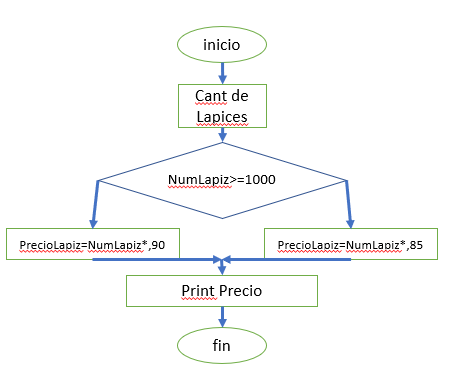 inicio
Cant de
Lapices
NumLapiz>=1000
PrecioLapiz=NumLapiz*,90
PrecioLapiz=NumLapiz*,85
Print Precio
fin